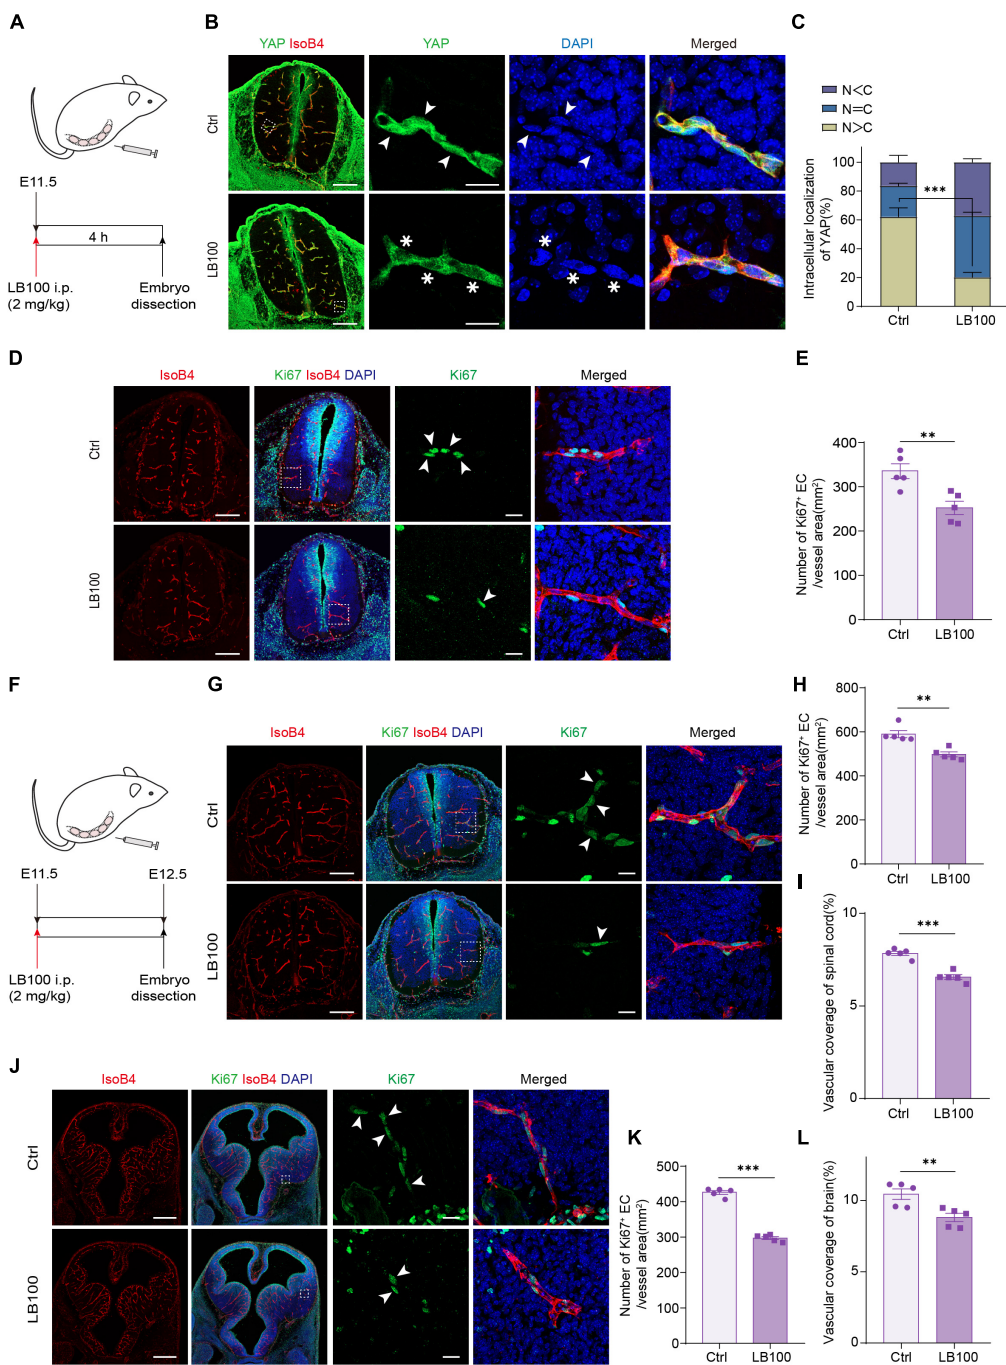 A
E11.5
4 h
LB100 i.p.
(2 mg/kg)
Embryo
dissection
B
YAP IsoB4
YAP
DAPI
Merged
Ctrl
LB100
*
*
*
*
*
*
C
N<C
N=C
N>C
Intracellular localization
of YAP(%)
100
80
60
40
20
0
***
Ctrl
LB100
D
IsoB4
Ki67 IsoB4 DAPI
Ki67
Merged
Ctrl
LB100
E
Number of Ki67⁺ EC
/vessel area(mm²)
400
300
200
100
0
**
Ctrl
LB100
F
E11.5
E12.5
LB100 i.p.
(2 mg/kg)
Embryo
dissection
G
IsoB4
Ki67 IsoB4 DAPI
Ki67
Merged
Ctrl
LB100
H
Number of Ki67⁺ EC
/vessel area(mm²)
800
600
400
200
0
**
Ctrl
LB100
I
Vascular coverage of spinal cord(%)
10
5
0
***
Ctrl
LB100
J
IsoB4
Ki67 IsoB4 DAPI
Ki67
Merged
Ctrl
LB100
K
Number of Ki67⁺ EC
/vessel area(mm²)
500
400
300
400
0
***
Ctrl
LB100
L
Vascular coverage of brain(%)
10
5
0
**
Ctrl
LB100